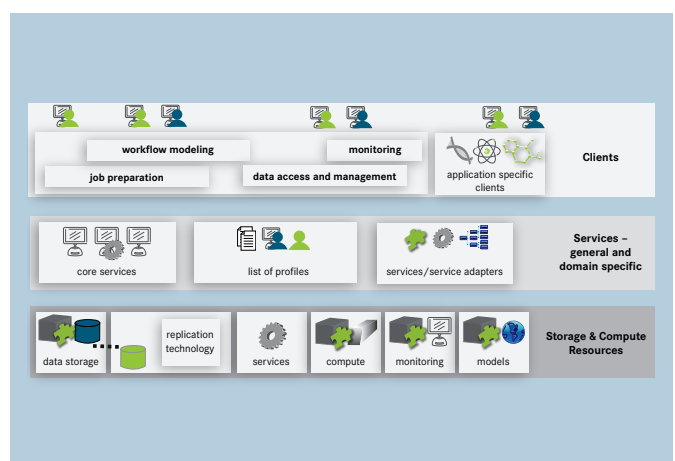 workflow modeling
monitoring
job preparation
data access and management
application specific
clients
Clients
core services
list of profiles
services/service adapters
Services –
general and
domain specific
data storage
replication
technology
services
compute
monitoring
models
Storage & Compute
Resources